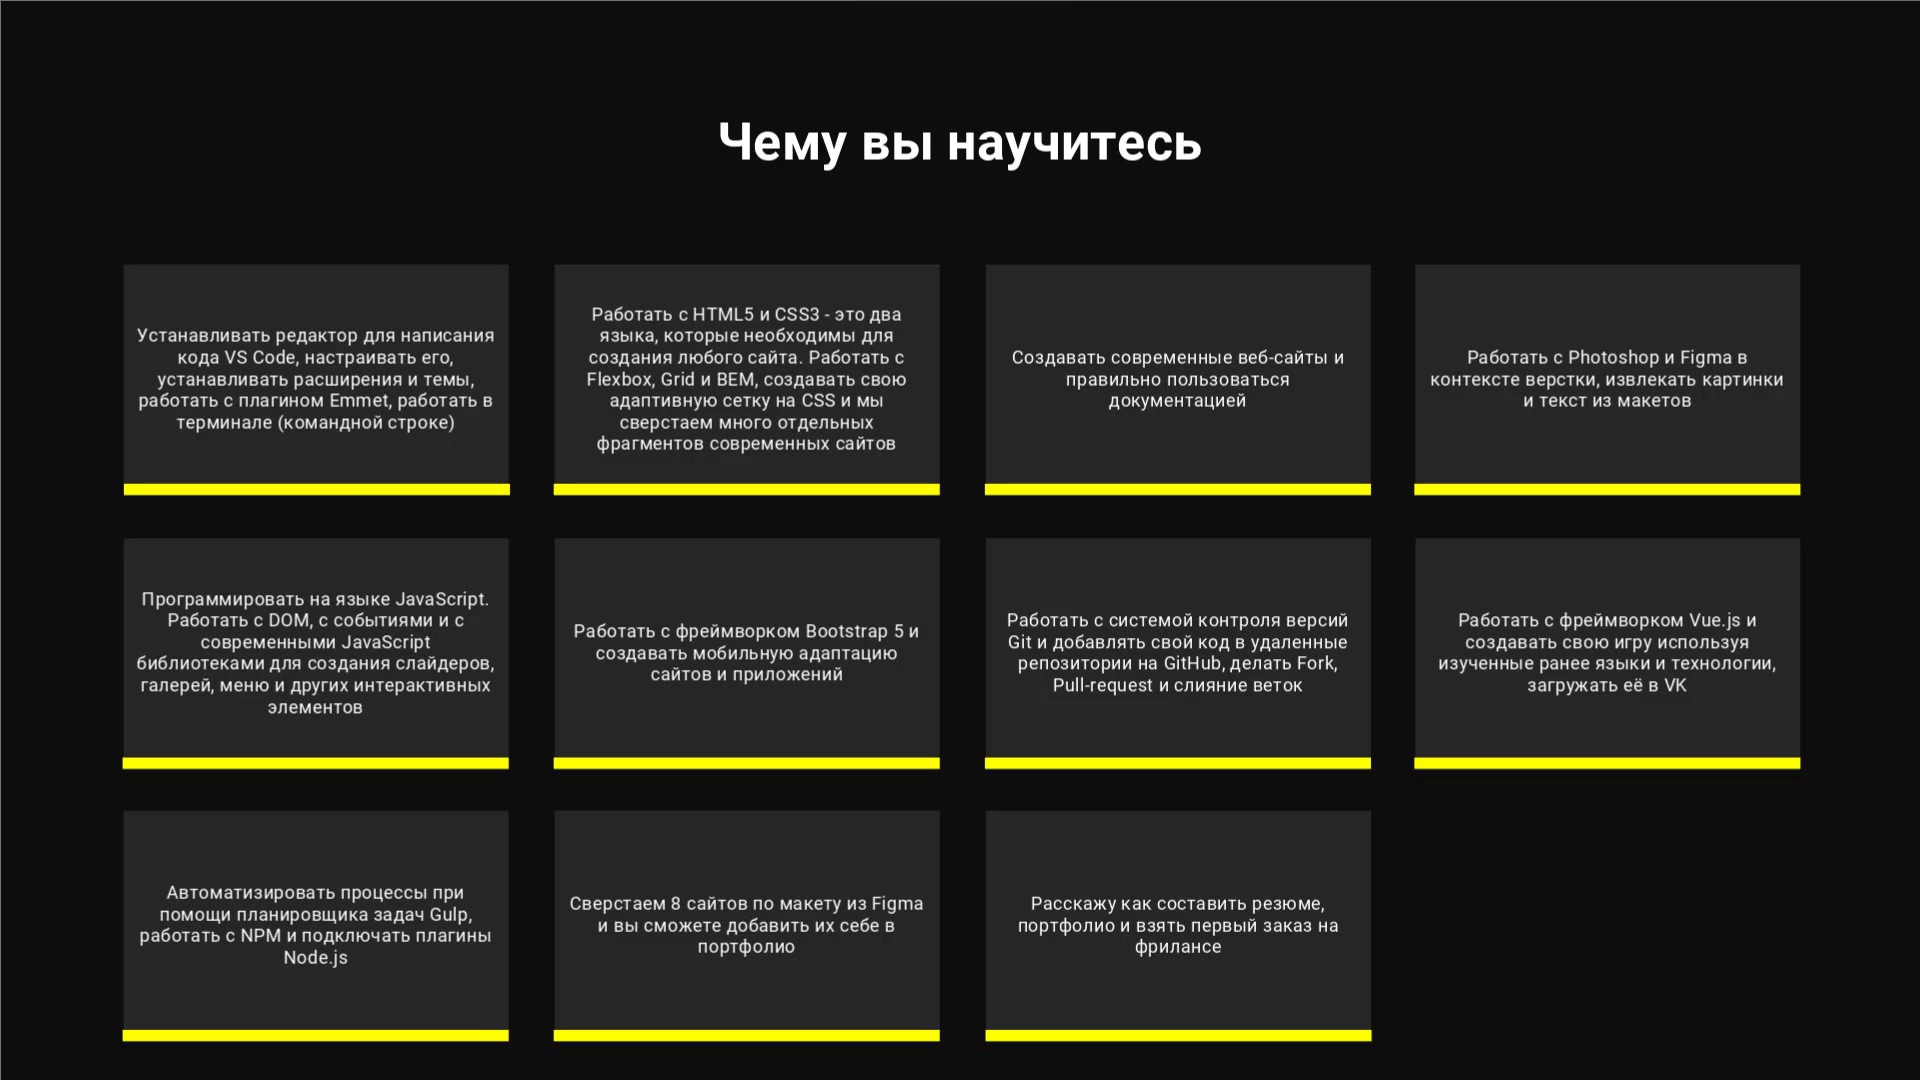 Чему вы научитесь
Устанавливать редактор для написания
кода VS Code, настраивать его,
устанавливать расширения и темы,
работать с плагином Emmet, работать в
терминале (командной строке)
Работать с HTML5 и CSS3 - это два
языка, которые необходимы для
создания любого сайта. Работать с
Flexbox, Grid и BEM, создавать свою
адаптивную сетку на CSS и мы
сверстаем много отдельных
фрагментов современных сайтов
Создавать современные веб-сайты и
правильно пользоваться
документацией
Работать с Photoshop и Figma в
контексте верстки, извлекать картинки
и текст из макетов
Программировать на языке JavaScript.
Работать с DOM, с событиями и с
современными JavaScript
библиотеками для создания слайдеров,
галерей, меню и других интерактивных
элементов
Работать с фреймворком Bootstrap 5 и
создавать мобильную адаптацию
сайтов и приложений
Работать с системой контроля версий
Git и добавлять свой код в удаленные
репозитории на GitHub, делать Fork,
Pull-request и слияние веток
Работать с фреймворком Vue.js и
создавать свою игру используя
изученные ранее языки и технологии,
загружать её в VK
Автоматизировать процессы при
помощи планировщика задач Gulp,
работать с NPM и подключать плагины
Node.js
Сверстаем 8 сайтов по макету из Figma
и вы сможете добавить их себе в
портфолио
Расскажу как составить резюме,
портфолио и взять первый заказ на
фрилансе